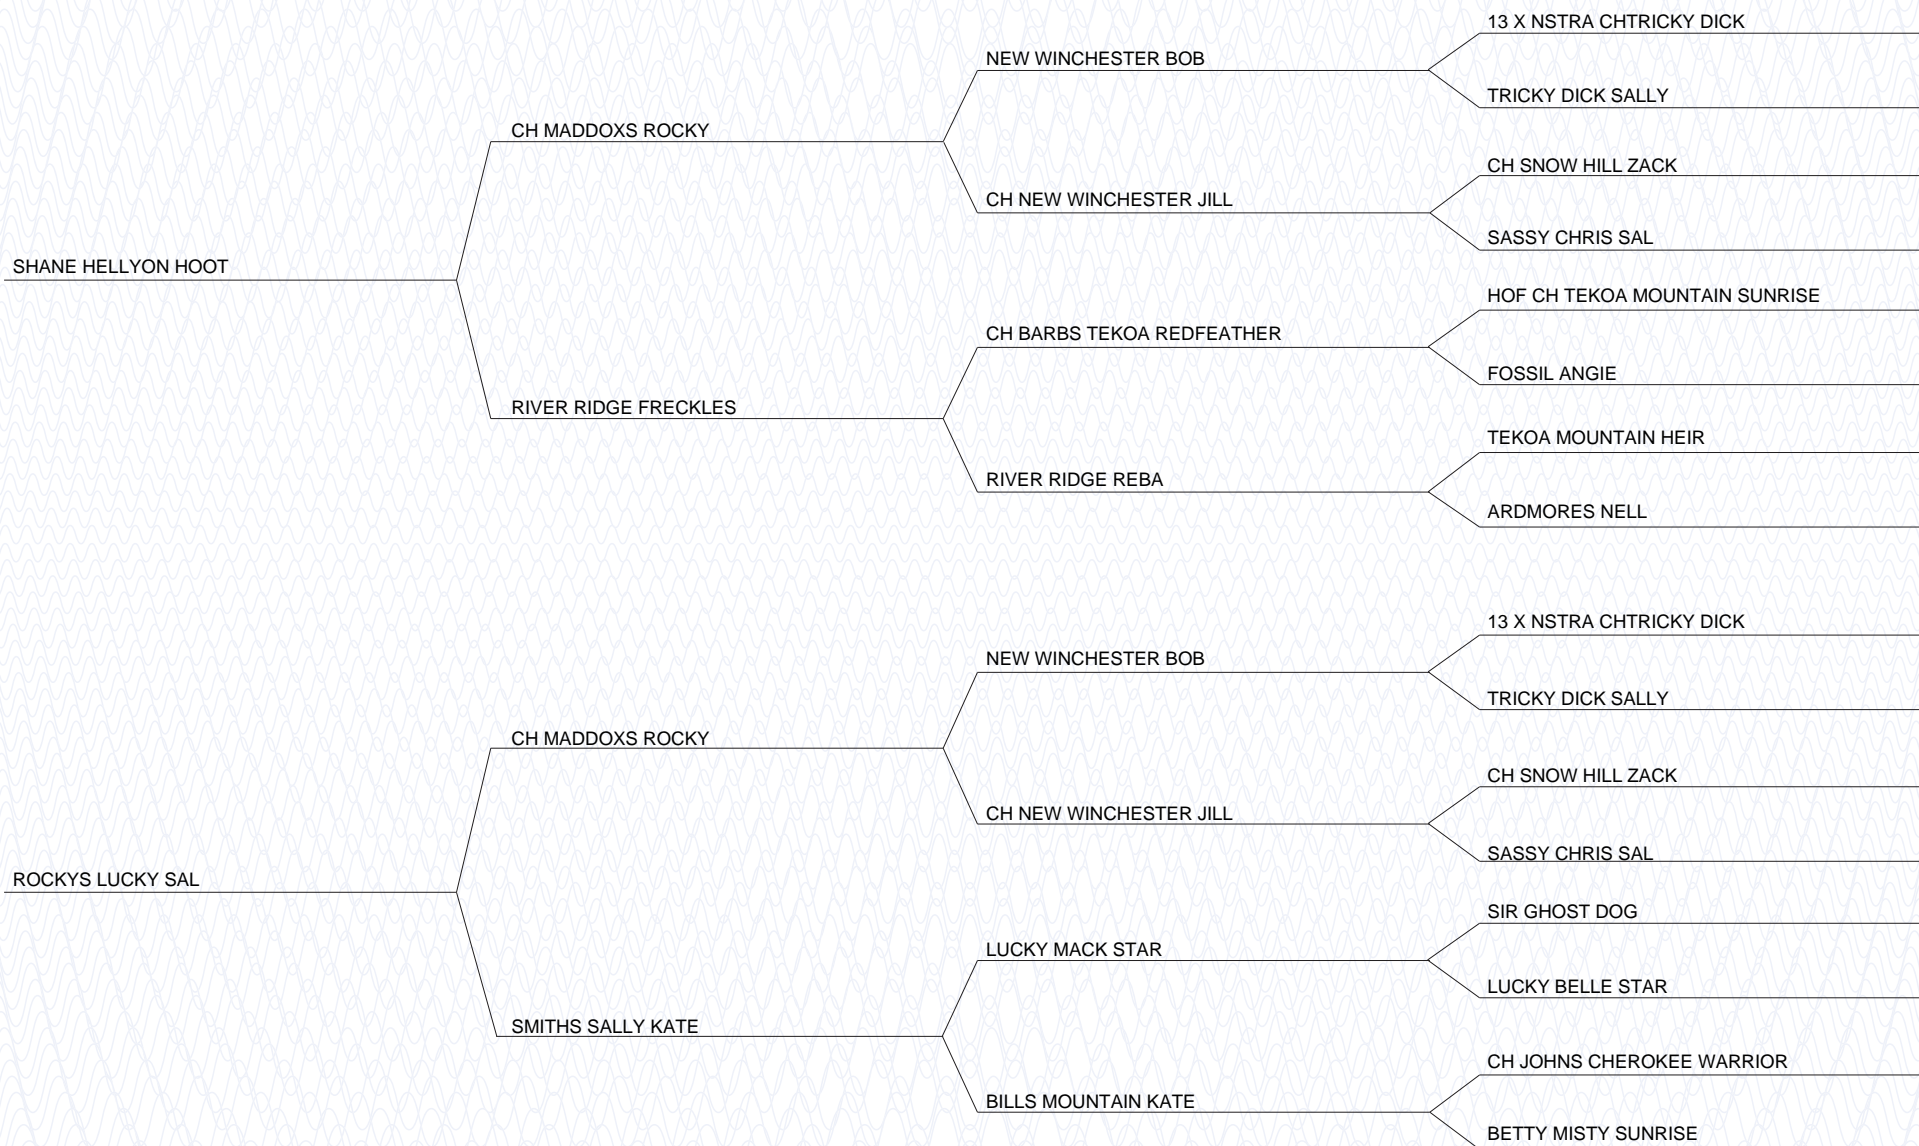 13 X NSTRA CHTRICKY DICK
NEW WINCHESTER BOB
TRICKY DICK SALLY
CH MADDOXS ROCKY
CH SNOW HILL ZACK
CH NEW WINCHESTER JILL
SASSY CHRIS SAL
SHANE HELLYON HOOT
HOF CH TEKOA MOUNTAIN SUNRISE
CH BARBS TEKOA REDFEATHER
FOSSIL ANGIE
RIVER RIDGE FRECKLES
TEKOA MOUNTAIN HEIR
RIVER RIDGE REBA
ARDMORES NELL
13 X NSTRA CHTRICKY DICK
NEW WINCHESTER BOB
TRICKY DICK SALLY
CH MADDOXS ROCKY
CH SNOW HILL ZACK
CH NEW WINCHESTER JILL
SASSY CHRIS SAL
ROCKYS LUCKY SAL
SIR GHOST DOG
LUCKY MACK STAR
LUCKY BELLE STAR
SMITHS SALLY KATE
CH JOHNS CHEROKEE WARRIOR
BILLS MOUNTAIN KATE
BETTY MISTY SUNRISE